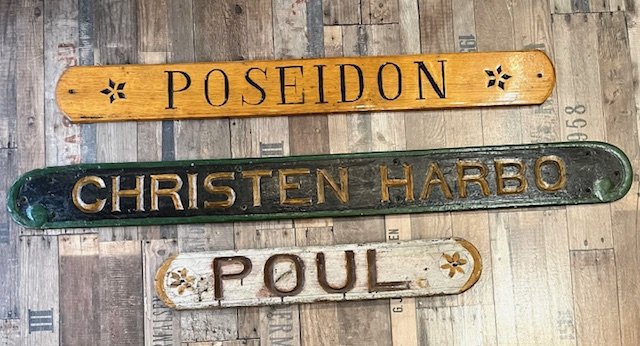 POSEIDON
CHRISTEN HARBO
POUL